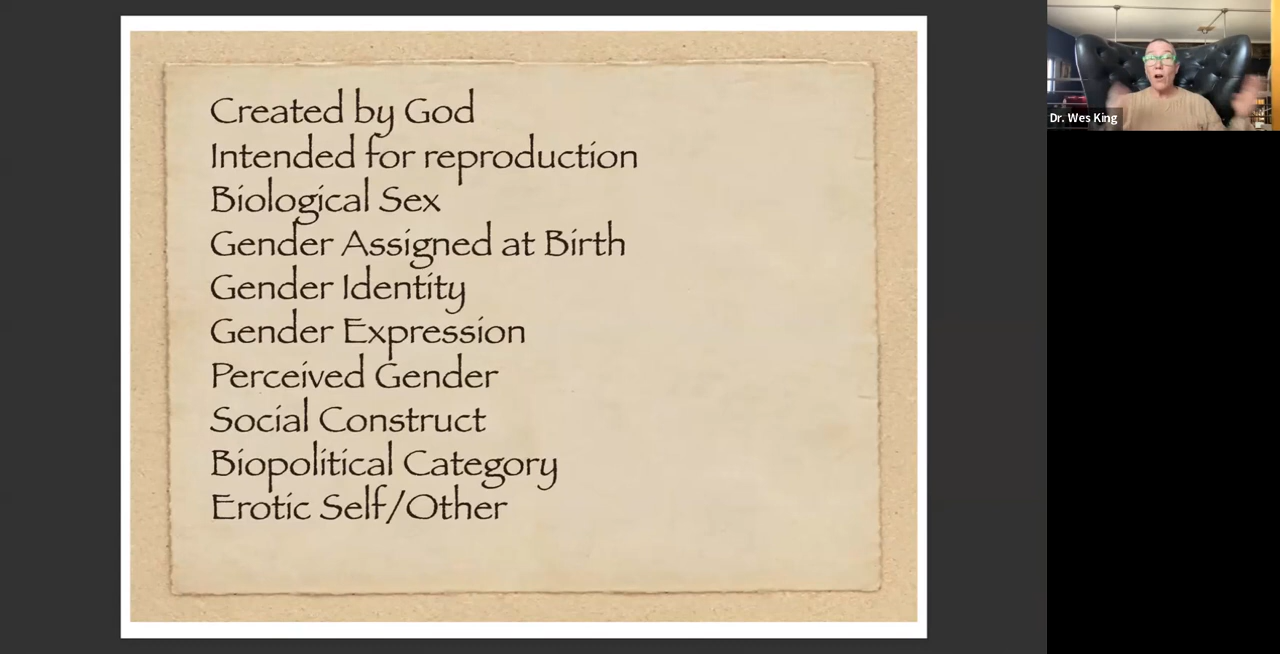 Created by God
Intended for reproduction
Biological Sex
Gender Assigned at Birth
Gender Identity
Gender Expression
Perceived Gender
Social Construct
Biopolitical Category
Erotic Self/Other
Dr. Wes King